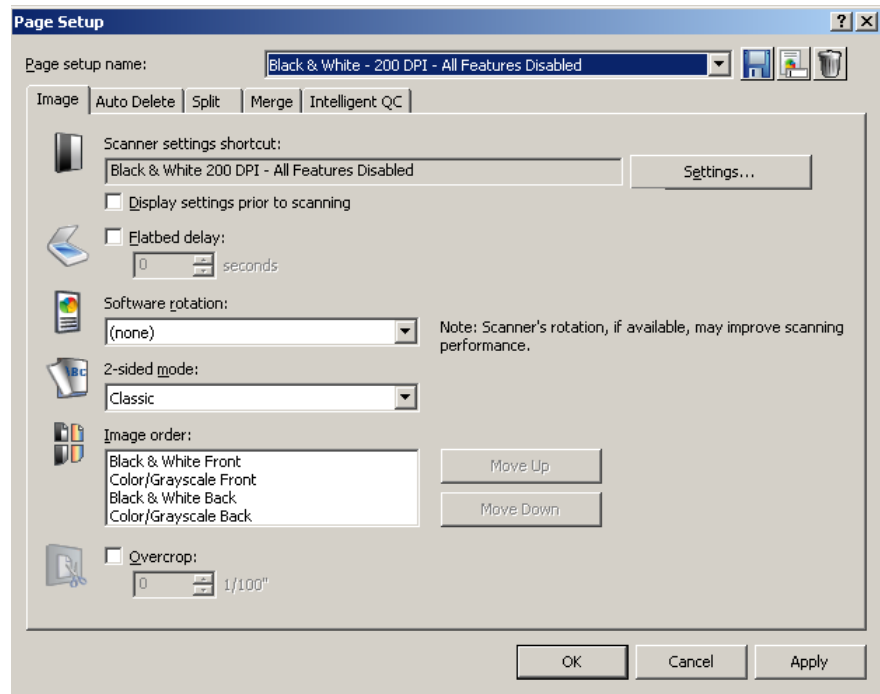 Page Setup
Page setup name:
Black & White - 200 DPI - All Features Disabled
Image
Auto Delete
Split
Merge
Intelligent QC
Scanner settings shortcut:
Black & White 200 DPI - All Features Disabled
Settings...
Display settings prior to scanning
Flatbed delay:
0
seconds
Software rotation:
(none)
Note: Scanner's rotation, if available, may improve scanning
performance.
2-sided mode:
ABC
Classic
Image order:
Black & White Front
Color/Grayscale Front
Black & White Back
Color/Grayscale Back
Move Up
Move Down
Overcrop:
0
1/100"
OK
Cancel
Apply